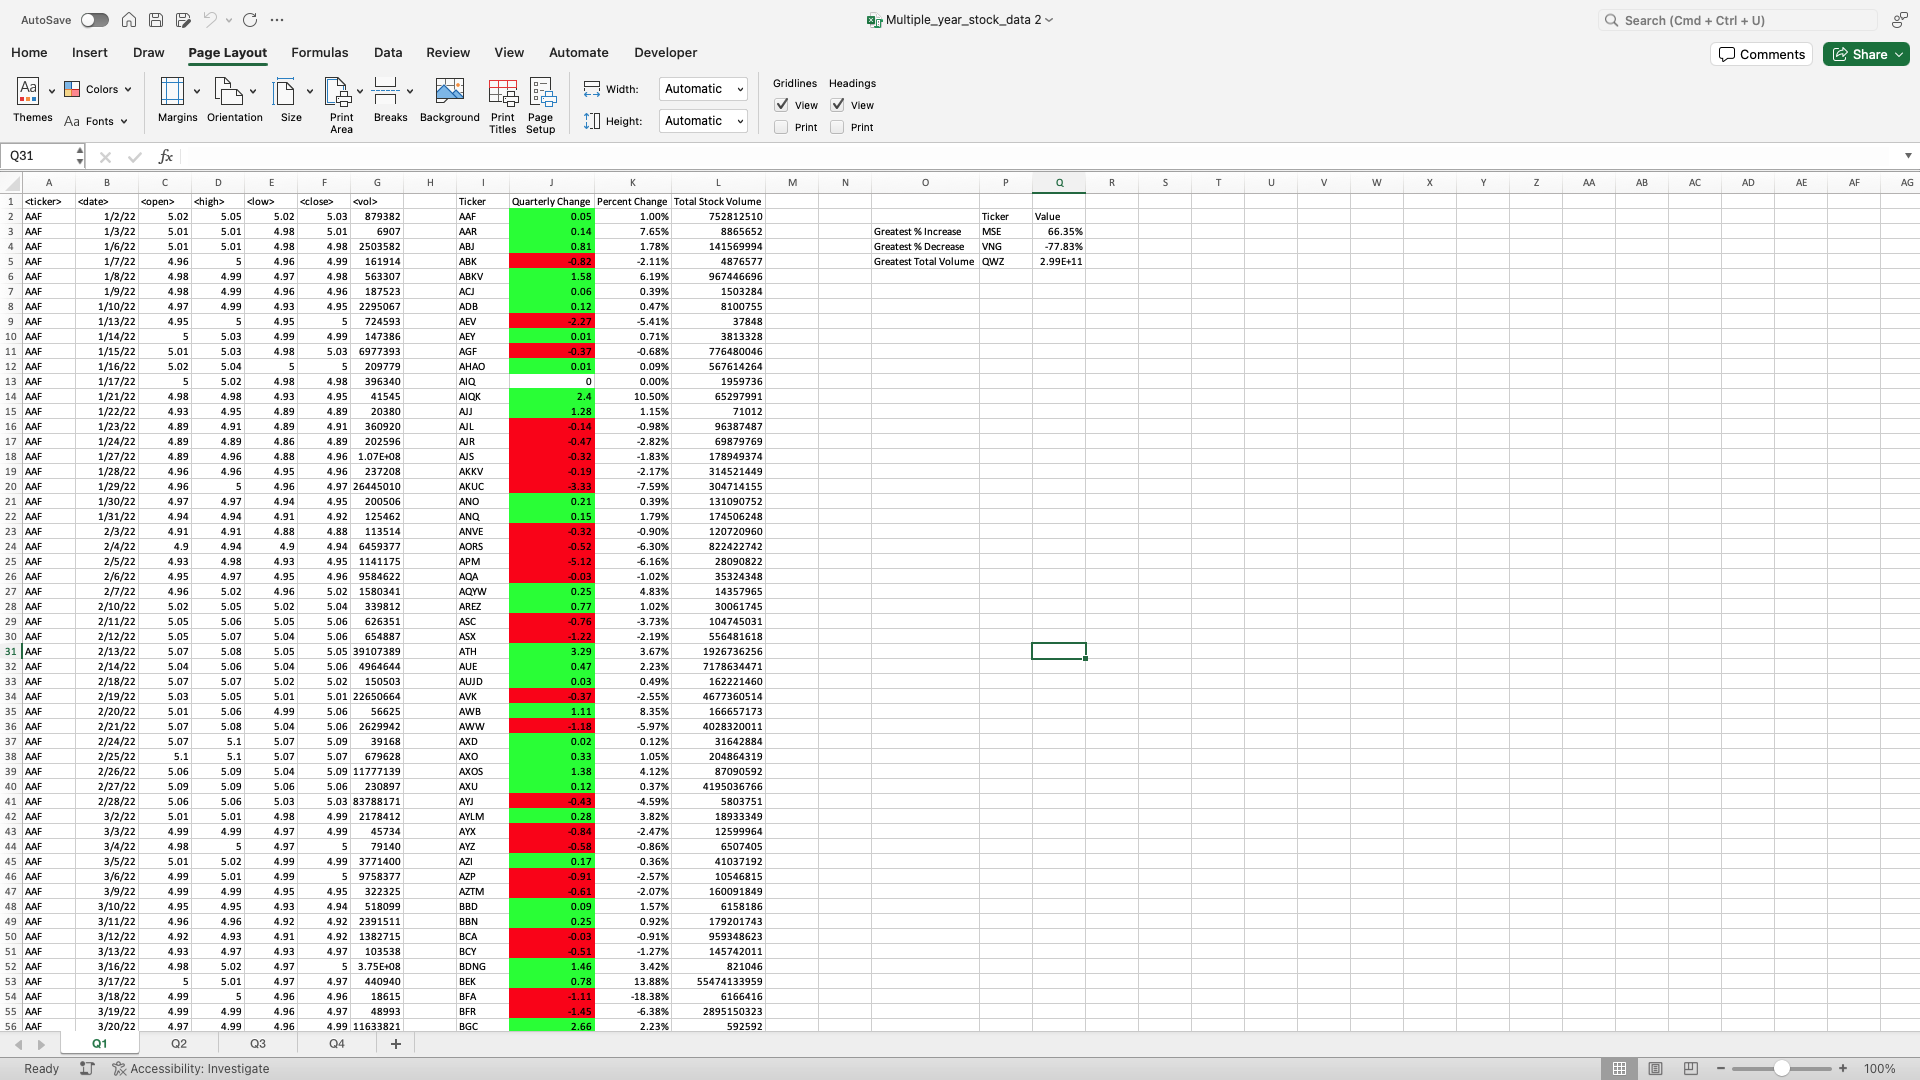 AutoSave
Multiple_year_stock_data 2
Search (Cmd + Ctrl + U)
Home Insert Draw Page Layout Formulas Data Review View Automate Developer
Comments Share
Themes Colors Fonts Margins Orientation Size Print Area Breaks Background Print Titles Page Setup
Width: Automatic
Height: Automatic
Gridlines Headings
View View
Print Print
Q31 fx
A B C D E F G H I J K L M N O P Q R S T U V W X Y Z AA AB AC AD AE AF AG
1 <ticker> <date> <open> <high> <low> <close> <vol> Ticker Quarterly Change Percent Change Total Stock Volume
2 AAF 1/2/22 5.02 5.05 5.02 5.03 879382 AAF 0.05 1.00% 752812510 Ticker Value
3 AAF 1/3/22 5.01 5.01 4.98 5.01 6907 AAR 0.14 7.65% 8865652 Greatest % Increase MSE 66.35%
4 AAF 1/6/22 5.01 5.01 4.98 4.98 2503582 ABJ 0.81 1.78% 141569994 Greatest % Decrease VNG -77.83%
5 AAF 1/7/22 4.96 5 4.96 4.99 161914 ABK -0.82 -2.11% 4876577 Greatest Total Volume QWZ 2.99E+11
6 AAF 1/8/22 4.98 4.99 4.97 4.98 563307 ABKV 1.58 6.19% 967446696
7 AAF 1/9/22 4.98 4.99 4.96 4.96 187523 ACJ 0.06 0.39% 1503284
8 AAF 1/10/22 4.97 4.99 4.93 4.95 2295067 ADB 0.12 0.47% 8100755
9 AAF 1/13/22 4.95 5 4.95 5 724593 AEV -2.27 -5.41% 37848
10 AAF 1/14/22 5 5.03 4.99 4.99 147386 AEY 0.01 0.71% 3813328
11 AAF 1/15/22 5.01 5.03 4.98 5.03 6977393 AGF -0.37 -0.68% 776480046
12 AAF 1/16/22 5.02 5.04 5 5 209779 AHAO 0.01 0.09% 567614264
13 AAF 1/17/22 5 5.02 4.98 4.98 396340 AIQ 0 0.00% 1959736
14 AAF 1/21/22 4.98 4.98 4.93 4.95 41545 AIQK 2.4 10.50% 65297991
15 AAF 1/22/22 4.93 4.95 4.89 4.89 20380 AJJ 1.28 1.15% 71012
16 AAF 1/23/22 4.89 4.91 4.89 4.91 360920 AJL -0.14 -0.98% 96387487
17 AAF 1/24/22 4.89 4.89 4.86 4.89 202596 AJR -0.47 -2.82% 69879769
18 AAF 1/27/22 4.89 4.96 4.88 4.96 1.07E+08 AJS -0.32 -1.83% 178949374
19 AAF 1/28/22 4.96 4.96 4.95 4.96 237208 AKKV -0.19 -2.17% 314521449
20 AAF 1/29/22 4.96 5 4.96 4.97 26445010 AKUC -3.33 -7.59% 304714155
21 AAF 1/30/22 4.97 4.97 4.94 4.95 200506 ANO 0.21 0.39% 131090752
22 AAF 1/31/22 4.94 4.94 4.91 4.92 125462 ANQ 0.15 1.79% 174506248
23 AAF 2/3/22 4.91 4.91 4.88 4.88 113514 ANVE -0.32 -0.90% 120720960
24 AAF 2/4/22 4.9 4.94 4.9 4.94 6459377 AORS -0.52 -6.30% 822422742
25 AAF 2/5/22 4.93 4.98 4.93 4.95 1141175 APM -5.12 -6.16% 28090822
26 AAF 2/6/22 4.95 4.97 4.95 4.96 9584622 AQA -0.03 -1.02% 35324348
27 AAF 2/7/22 4.96 5.02 4.96 5.02 1580341 AQYW 0.25 4.83% 14357965
28 AAF 2/10/22 5.02 5.05 5.02 5.04 339812 AREZ 0.77 1.02% 30061745
29 AAF 2/11/22 5.05 5.06 5.05 5.06 626351 ASC -0.76 -3.73% 104745031
30 AAF 2/12/22 5.05 5.07 5.04 5.06 654887 ASX -1.22 -2.19% 556481618
31 AAF 2/13/22 5.07 5.08 5.05 5.05 39107389 ATH 3.29 3.67% 1926736256
32 AAF 2/14/22 5.04 5.06 5.04 5.06 4964644 AUE 0.47 2.23% 7178634471
33 AAF 2/18/22 5.07 5.07 5.02 5.02 150503 AUJD 0.03 0.49% 162221460
34 AAF 2/19/22 5.03 5.05 5.01 5.01 22650664 AVK -0.37 -2.55% 4677360514
35 AAF 2/20/22 5.01 5.06 4.99 5.06 56625 AWB 1.11 8.35% 166657173
36 AAF 2/21/22 5.07 5.08 5.04 5.06 2629942 AWW -1.18 -5.97% 4028320011
37 AAF 2/24/22 5.07 5.1 5.07 5.09 39168 AXD 0.02 0.12% 31642884
38 AAF 2/25/22 5.1 5.1 5.07 5.07 679628 AXO 0.33 1.05% 204864319
39 AAF 2/26/22 5.06 5.09 5.04 5.09 11777139 AXOS 1.38 4.12% 87090592
40 AAF 2/27/22 5.09 5.09 5.06 5.06 230897 AXU 0.12 0.37% 4195036766
41 AAF 2/28/22 5.06 5.06 5.03 5.03 83788171 AYJ -0.43 -4.59% 5803751
42 AAF 3/2/22 5.01 5.01 4.98 4.99 2178412 AYLM 0.28 3.82% 18933349
43 AAF 3/3/22 4.99 4.99 4.97 4.99 45734 AYX -0.84 -2.47% 12599964
44 AAF 3/4/22 4.98 5 4.97 5 79140 AYZ -0.58 -0.86% 6507405
45 AAF 3/5/22 5.01 5.02 4.99 4.99 3771400 AZI 0.17 0.36% 41037192
46 AAF 3/6/22 4.99 5.01 4.99 5 9758377 AZP -0.91 -2.57% 10546815
47 AAF 3/9/22 4.99 4.99 4.95 4.95 322325 AZTM -0.61 -2.07% 160091849
48 AAF 3/10/22 4.95 4.95 4.93 4.94 518099 BBD 0.09 1.57% 6158186
49 AAF 3/11/22 4.96 4.96 4.92 4.92 2391511 BBN 0.25 0.92% 179201743
50 AAF 3/12/22 4.92 4.93 4.91 4.92 1382715 BCA -0.03 -0.91% 959348623
51 AAF 3/13/22 4.93 4.97 4.93 4.97 103538 BCY -0.51 -1.27% 145742011
52 AAF 3/16/22 4.98 5.02 4.97 5 3.75E+08 BDNG 1.46 3.42% 821046
53 AAF 3/17/22 5 5.01 4.97 4.97 440940 BEK 0.78 13.88% 55474133959
54 AAF 3/18/22 4.99 5 4.96 4.96 18615 BFA -1.11 -18.38% 6166416
55 AAF 3/19/22 4.99 4.99 4.96 4.97 48993 BFR -1.45 -6.38% 2895150323
56 AAF 3/20/22 4.97 4.99 4.96 4.99 11633821 BGC 2.66 2.23% 592592
Q1 Q2 Q3 Q4
Ready Accessibility: Investigate 100%